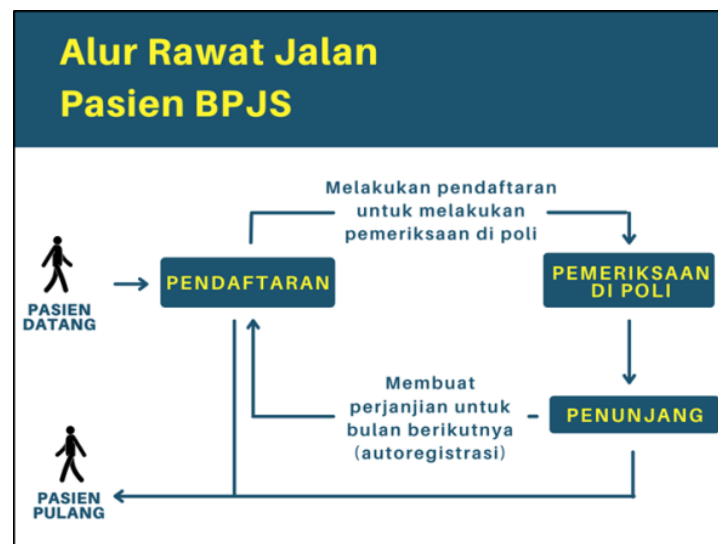 Alur Rawat Jalan
Pasien BPJS
Melakukan pendaftaran
untuk melakukan
pemeriksaan di poli
PASIEN
DATANG
PENDAFTARAN
PEMERIKSAAN
DI POLI
Membuat
perjanjian untuk
bulan berikutnya
(autoregistrasi)
PENUNJANG
PASIEN
PULANG